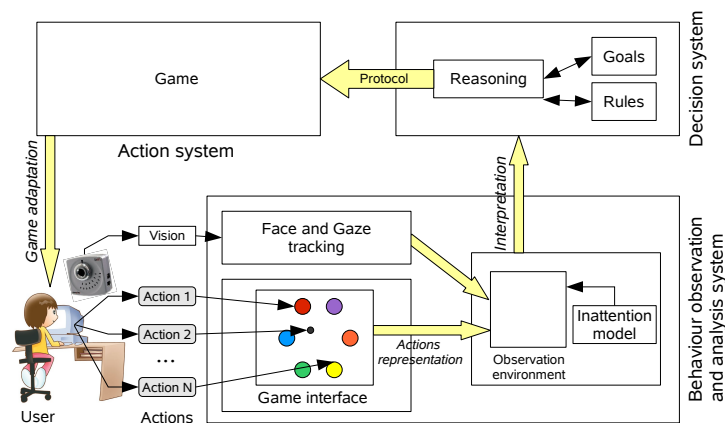 Game
Action system
Protocol
Reasoning
Goals
Rules
Decision system
Game adaptation
Interpretation
Vision
Face and Gaze
tracking
Action 1
Action 2
...
Action N
User
Actions
Game interface
Actions
representation
Observation
environment
Inattention
model
Behaviour observation
and analysis system